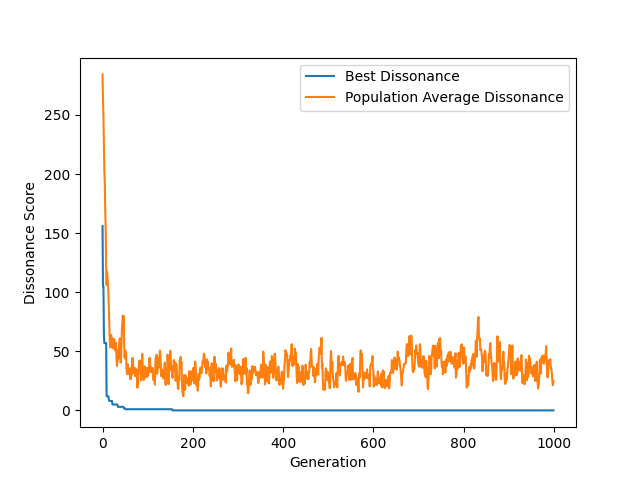 Best Dissonance
Population Average Dissonance
250
200
150
100
50
0
Dissonance Score
0 200 400 600 800 1000
Generation